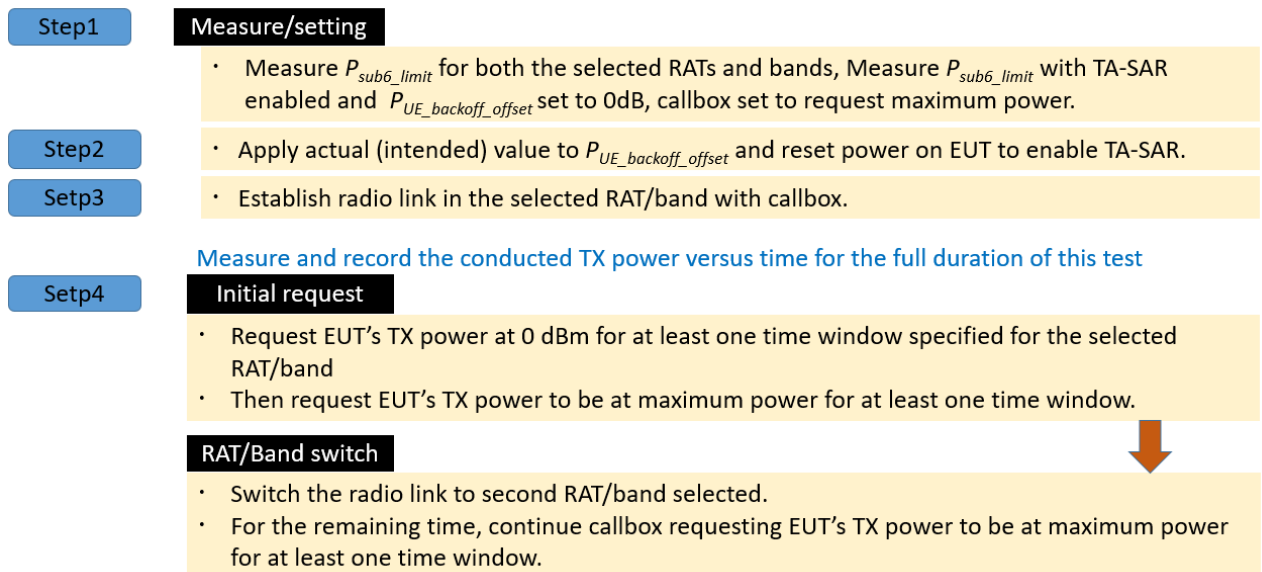 Step1
Measure/setting
· Measure Psub6_limit for both the selected RATs and bands, Measure Psub6_limit with TA-SAR
enabled and PUE_backoff_offset set to 0dB, callbox set to request maximum power.
Step2
· Apply actual (intended) value to PUE_backoff_offset and reset power on EUT to enable TA-SAR.
Setp3
· Establish radio link in the selected RAT/band with callbox.
Measure and record the conducted TX power versus time for the full duration of this test
Setp4
Initial request
· Request EUT’s TX power at 0 dBm for at least one time window specified for the selected
RAT/band
· Then request EUT’s TX power to be at maximum power for at least one time window.
RAT/Band switch
· Switch the radio link to second RAT/band selected.
· For the remaining time, continue callbox requesting EUT’s TX power to be at maximum power
for at least one time window.